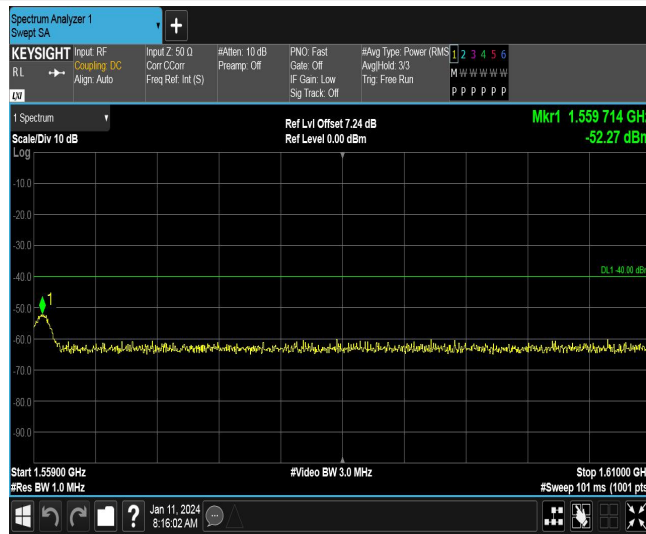 Spectrum Analyzer 1
Swept SA
+
KEYSIGHT
RL
LXI
Input: RF
Coupling: DC
Align: Auto
Input Z: 50 Ω
Corr CCorr
Freq Ref: Int (S)
#Atten: 10 dB
Preamp: Off
PNO: Fast
Gate: Off
IF Gain: Low
Sig Track: Off
#Avg Type: Power (RMS
Avg|Hold: 3/3
Trig: Free Run
1 2 3 4 5 6
M W W W W W
P P P P P P
1 Spectrum
Scale/Div 10 dB
Log
Ref Lvl Offset 7.24 dB
Ref Level 0.00 dBm
Mkr1 1.559 714 GH
-52.27 dBm
-10.0
-20.0
-30.0
DL1 -40.00 dBm
-40.0
1
-50.0
-60.0
-70.0
-80.0
-90.0
Start 1.55900 GHz
#Res BW 1.0 MHz
#Video BW 3.0 MHz
Stop 1.61000 GH
#Sweep 101 ms (1001 pts
?
Jan 11, 2024
8:16:02 AM